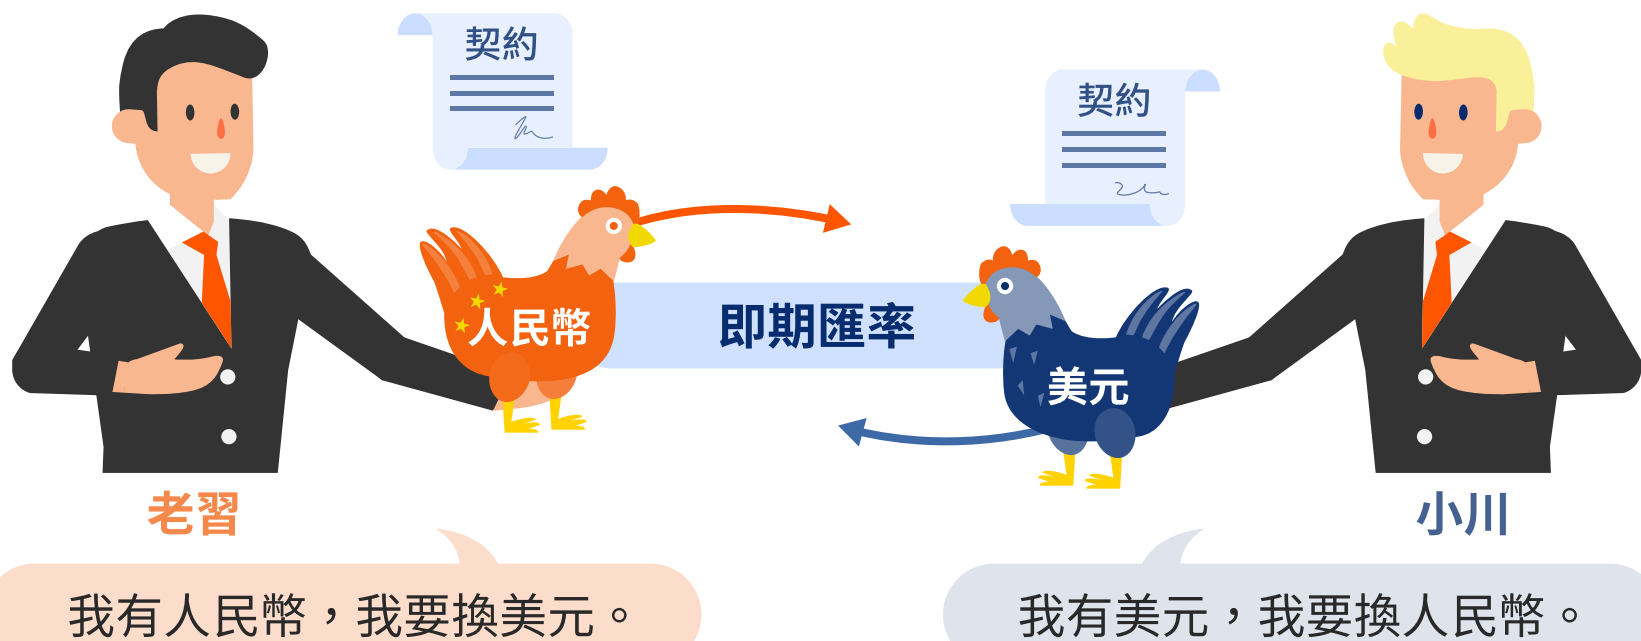 契約
契約
人民幣
即期匯率
美元
老習
小川
我有人民幣，我要換美元。
我有美元，我要換人民幣。